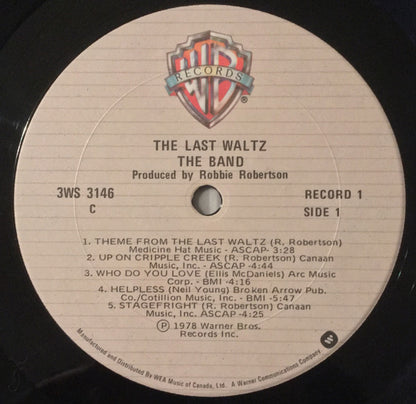 WB
RECORDS
®
THE LAST WALTZ
THE BAND
Produced by Robbie Robertson
3WS 3146
C
RECORD 1
SIDE 1
1. THEME FROM THE LAST WALTZ (R. Robertson)
Medicine Hat Music - ASCAP- 3:28
2. UP ON CRIPPLE CREEK (R. Robertson) Canaan
Music, Inc. - ASCAP -4:44
3. WHO DO YOU LOVE (Ellis McDaniels) Arc Music
Corp. - BMI -4:16
4. HELPLESS (Neil Young) Broken Arrow Pub.
Co./Cotillion Music, Inc. - BMI -5:47
5. STAGEFRIGHT (R. Robertson) Canaan
Music, Inc. ASCAP 4:25
Ⓟ 1978 Warner Bros.
Records Inc.
Manufactured and Distributed By WEA Music of Canada, Ltd. A Warner Communications Company